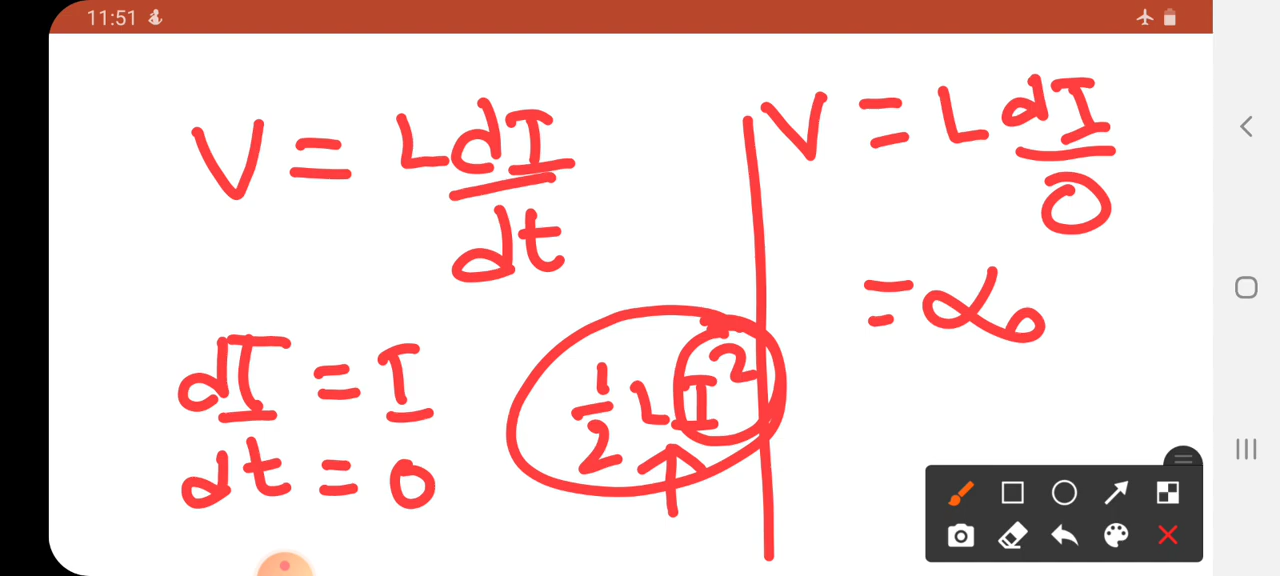 11:51
V = L dI/dt
dI = I
dt = 0
1/2 L I²
V = L dI/0
= ∞